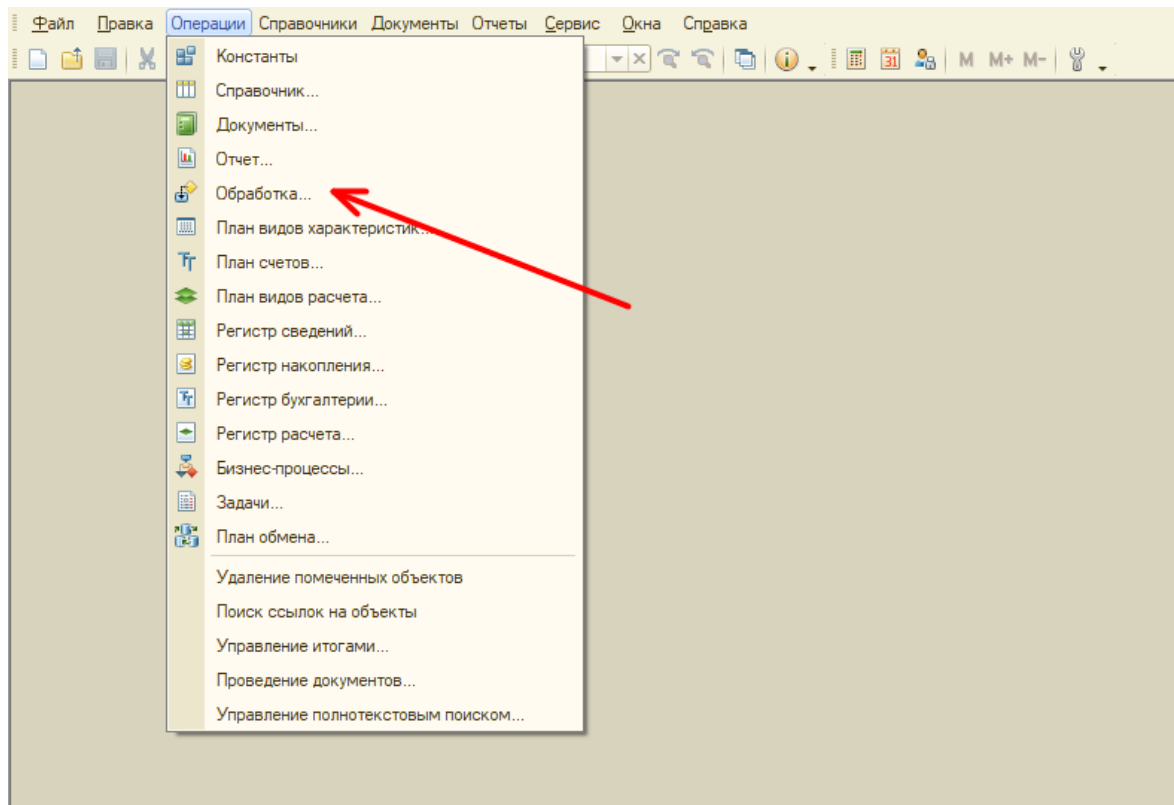 Файл Правка Операции Справочники Документы Отчеты Сервис Окна Справка
31 M M+ M-
Константы
Справочник...
Документы...
Отчет...
Обработка...
План видов характеристик...
План счетов...
План видов расчета...
Регистр сведений...
Регистр накопления...
Регистр бухгалтерии...
Регистр расчета...
Бизнес-процессы...
Задачи...
План обмена...
Удаление помеченных объектов
Поиск ссылок на объекты
Управление итогами...
Проведение документов...
Управление полнотекстовым поиском...